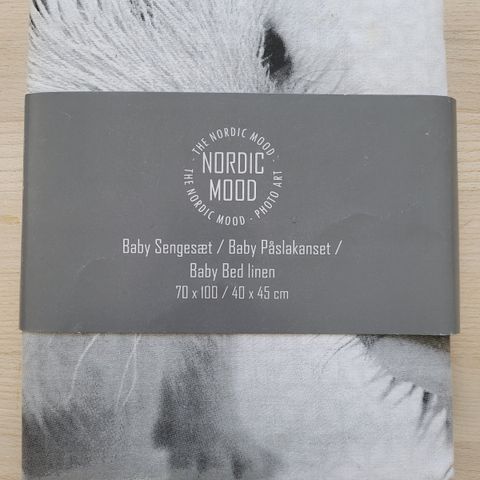 · THE NORDIC MOOD ·
NORDIC
MOOD
THE NORDIC MOOD · PHOTO ART
Baby Sengesæt / Baby Påslakanset /
Baby Bed linen
70 x 100 / 40 x 45 cm